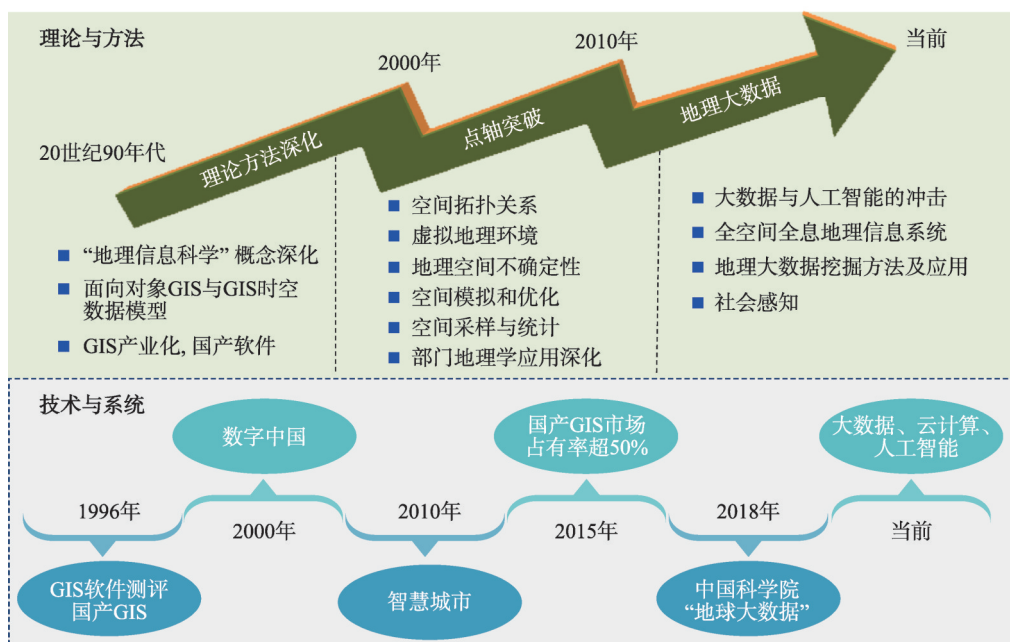 理论与方法
20世纪90年代
2000年
2010年
当前
理论方法深化
点轴突破
地理大数据
“地理信息科学”概念深化
面向对象GIS与GIS时空
数据模型
GIS产业化, 国产软件
空间拓扑关系
虚拟地理环境
地理空间不确定性
空间模拟和优化
空间采样与统计
部门地理学应用深化
大数据与人工智能的冲击
全空间全息地理信息系统
地理大数据挖掘方法及应用
社会感知
技术与系统
1996年
GIS软件测评
国产GIS
数字中国
2000年
2010年
智慧城市
国产GIS市场
占有率超50%
2015年
2018年
中国科学院
“地球大数据”
大数据、云计算、
人工智能
当前